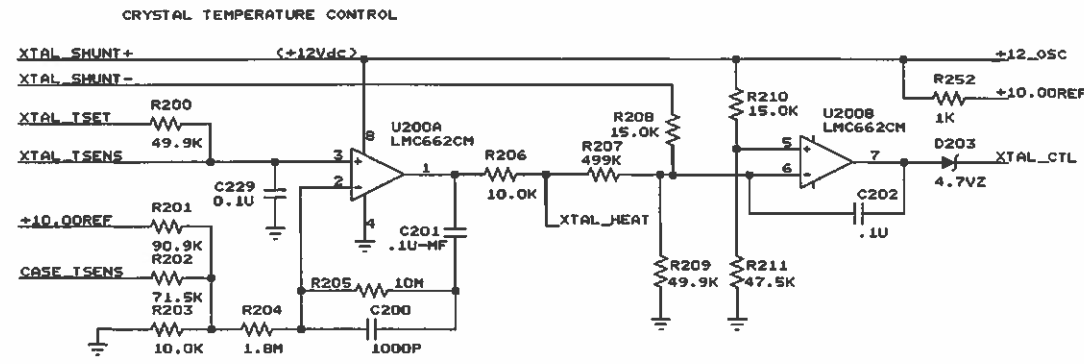 CRYSTAL TEMPERATURE CONTROL
XTAL_SHUNT+
(+12Vdc)
+12_OSC
XTAL_SHUNT-
R252
+10.00REF
1K
XTAL_TSET
R200
49.9K
R208
15.0K
R210
15.0K
U200A
LMC662CM
U200B
LMC662CM
8
XTAL_TSENS
3
+
2
-
1
4
R206
10.0K
R207
499K
5
+
6
-
7
D203
4.7VZ
XTAL_CTL
C229
0.1U
XTAL_HEAT
C202
.1U
+10.00REF
R201
90.9K
C201
.1U-MF
CASE_TSENS
R202
71.5K
R205
10M
R209
49.9K
R211
47.5K
R203
10.0K
R204
1.8M
C200
1000P